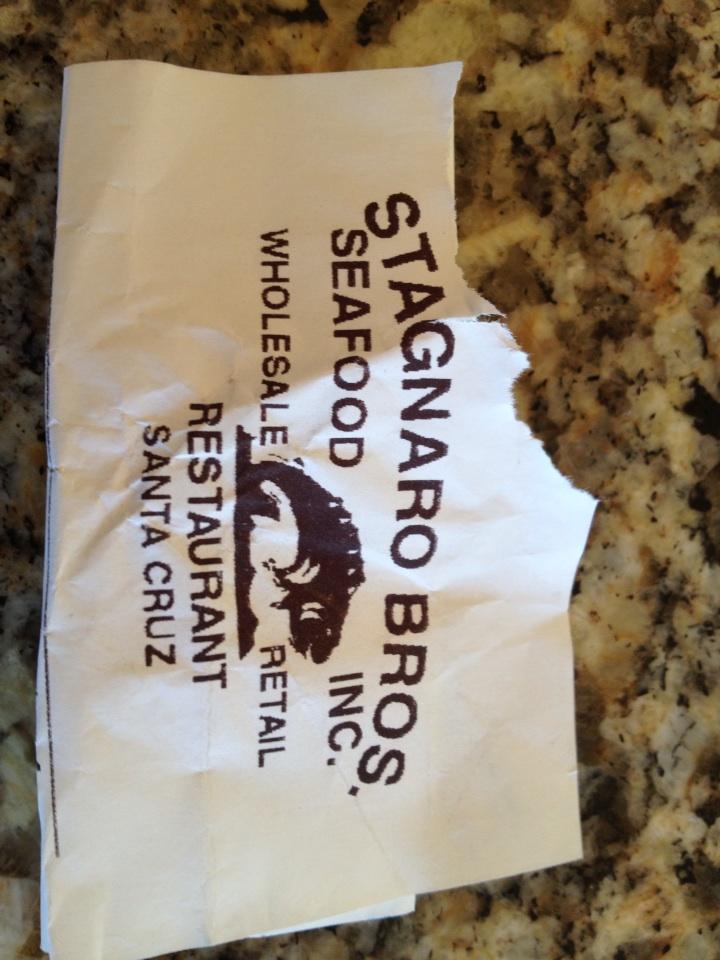 STAGNARO BROS.
SEAFOOD INC.
WHOLESALE RETAIL
RESTAURANT
SANTA CRUZ